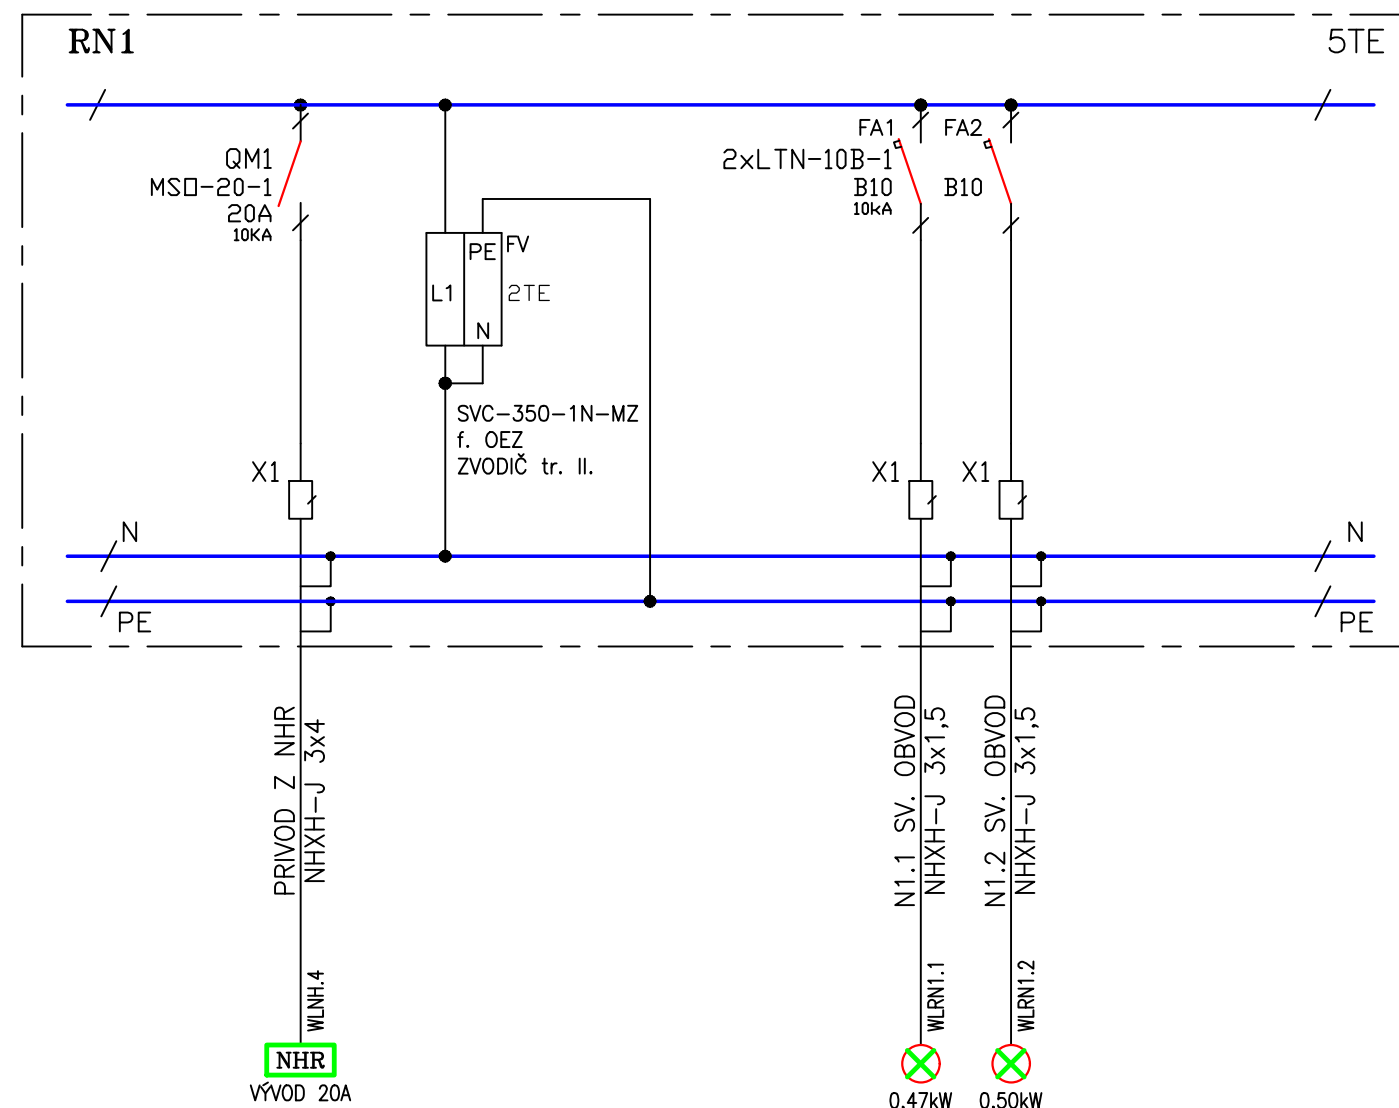 RN1
5TE
QM1
MSO-20-1
20A
10KA
FA1
FA2
2xLTN-10B-1
B10
B10
10kA
PE
FV
L1
2TE
N
SVC-350-1N-MZ
f. OEZ
ZVODIČ tr. II.
X1
X1
X1
N
N
PE
PE
PRIVOD Z NHR
NHXH-J 3x4
WLNH.4
N1.1 SV. OBVOD
NHXH-J 3x1,5
WLRN1.1
N1.2 SV. OBVOD
NHXH-J 3x1,5
WLRN1.2
NHR
VÝVOD 20A
0.47kW
0.50kW